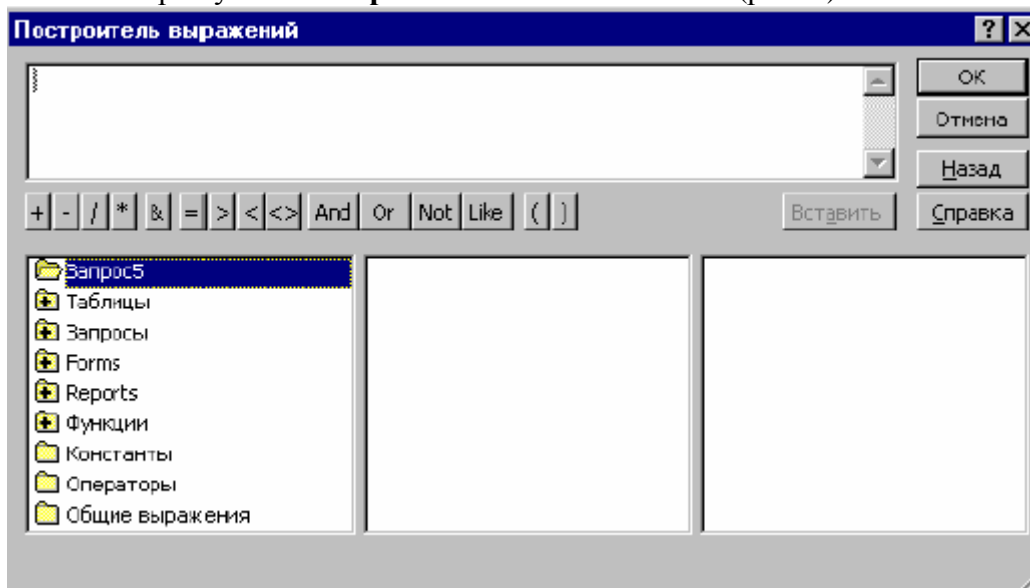 Построитель выражений
ОК
Отмена
Назад
+ - / * & = > < <> And Or Not Like ( )
Вставить
Справка
Запрос5
Таблицы
Запросы
Forms
Reports
Функции
Константы
Операторы
Общие выражения